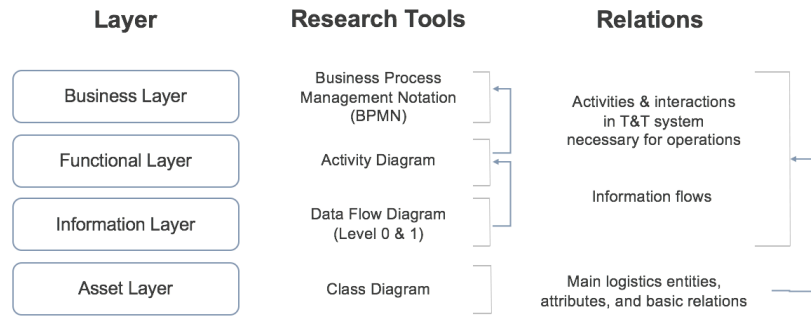 Layer
Research Tools
Relations
Business Layer
Business Process
Management Notation
(BPMN)
Activities & interactions
in T&T system
necessary for operations
Functional Layer
Activity Diagram
Information flows
Information Layer
Data Flow Diagram
(Level 0 & 1)
Asset Layer
Class Diagram
Main logistics entities,
attributes, and basic relations